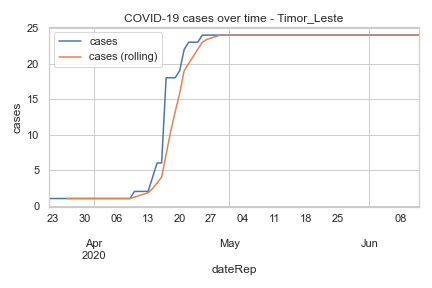 COVID-19 cases over time - Timor_Leste
cases
cases (rolling)
25
20
15
10
5
0
cases
23 30 06 13 20 27 04 11 18 25 08
Apr May Jun
2020
dateRep